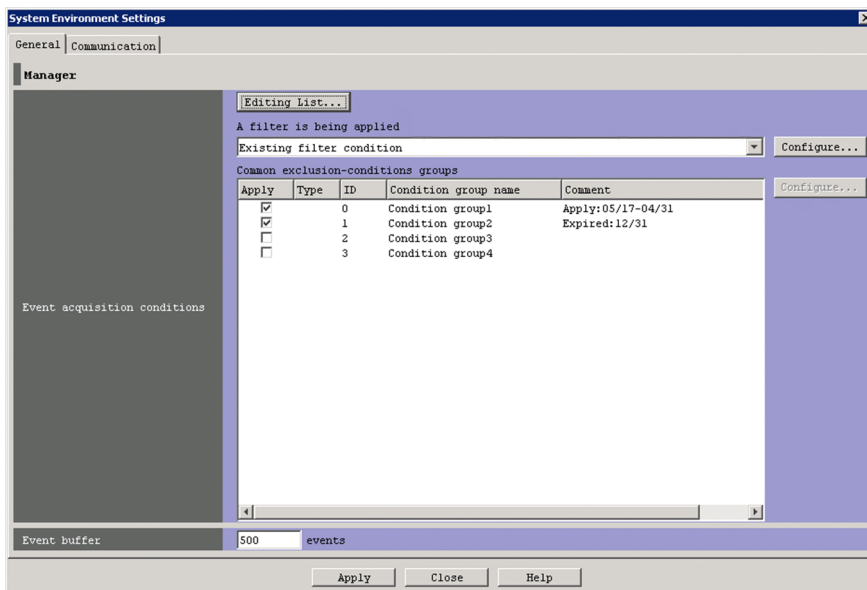 System Environment Settings
General Communication
Manager
Editing List...
A filter is being applied
Existing filter condition Configure...
Common exclusion-conditions groups
Apply Type ID Condition group name Comment Configure...
0 Condition group1 Apply:05/17-04/31
1 Condition group2 Expired:12/31
2 Condition group3
3 Condition group4
Event acquisition conditions
Event buffer 500 events
Apply Close Help